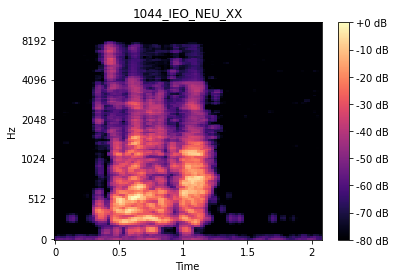 1044_IEO_NEU_XX
+0 dB
8192
-10 dB
4096
-20 dB
-30 dB
2048
Hz
-40 dB
1024
-50 dB
512
-60 dB
-70 dB
0
-80 dB
0 0.5 1 1.5 2
Time